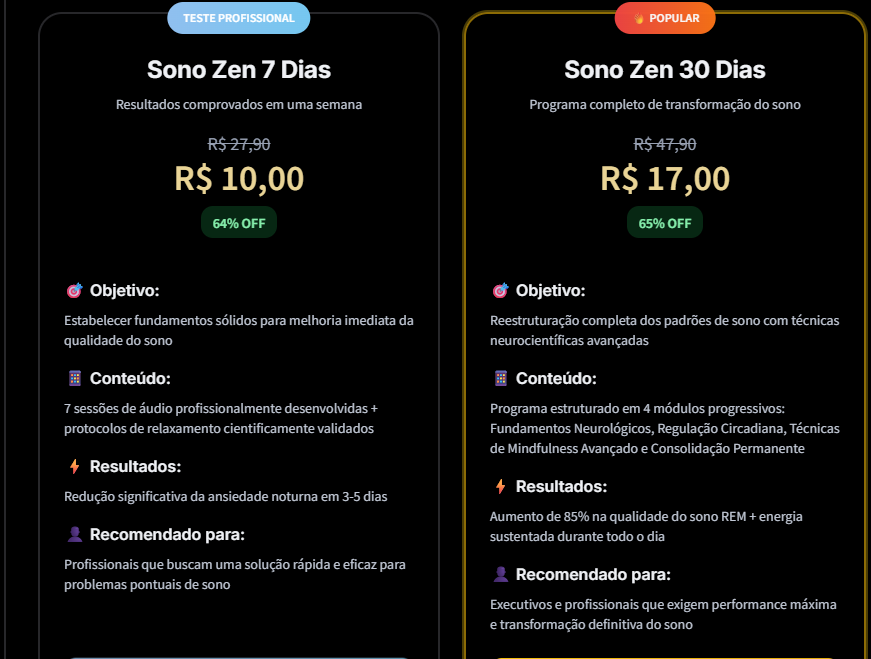 TESTE PROFISSIONAL
Sono Zen 7 Dias
Resultados comprovados em uma semana
R$ 27,90
R$ 10,00
64% OFF
🎯 Objetivo:
Estabelecer fundamentos sólidos para melhoria imediata da
qualidade do sono
📱 Conteúdo:
7 sessões de áudio profissionalmente desenvolvidas +
protocolos de relaxamento cientificamente validados
⚡ Resultados:
Redução significativa da ansiedade noturna em 3-5 dias
👤 Recomendado para:
Profissionais que buscam uma solução rápida e eficaz para
problemas pontuais de sono
👋 POPULAR
Sono Zen 30 Dias
Programa completo de transformação do sono
R$ 47,90
R$ 17,00
65% OFF
🎯 Objetivo:
Reestruturação completa dos padrões de sono com técnicas
neurocientíficas avançadas
📱 Conteúdo:
Programa estruturado em 4 módulos progressivos:
Fundamentos Neurológicos, Regulação Circadiana, Técnicas
de Mindfulness Avançado e Consolidação Permanente
⚡ Resultados:
Aumento de 85% na qualidade do sono REM + energia
sustentada durante todo o dia
👤 Recomendado para:
Executivos e profissionais que exigem performance máxima
e transformação definitiva do sono